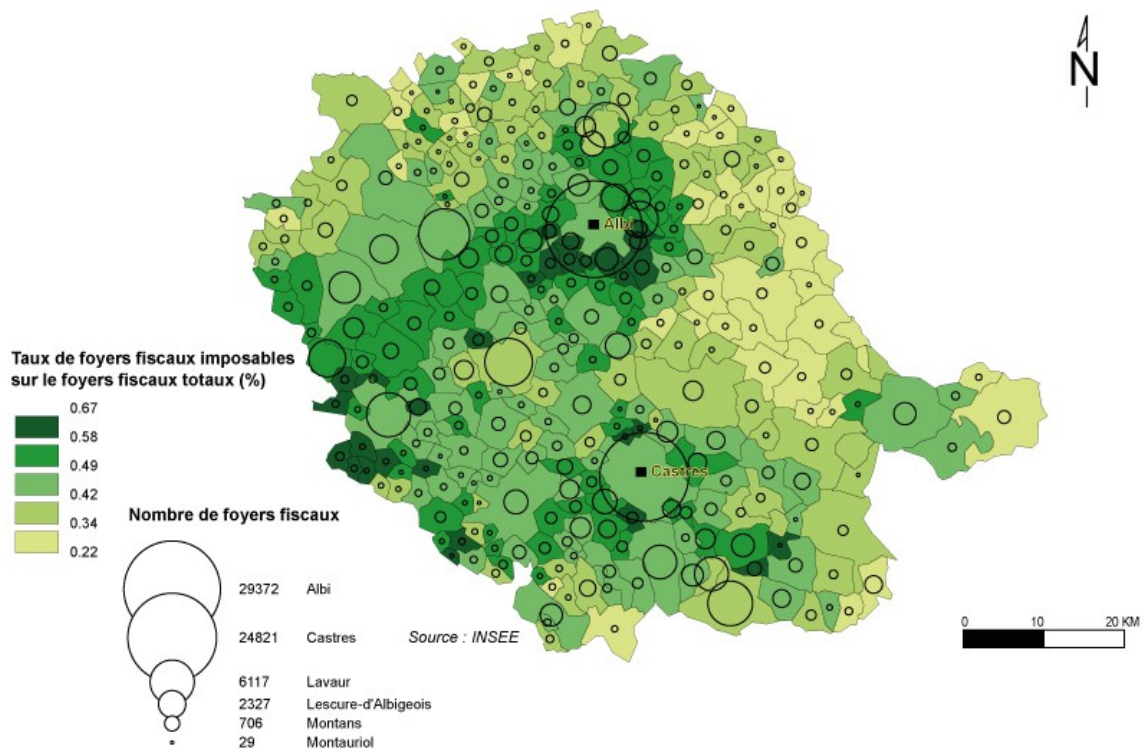 N
Albi
Castres
Taux de foyers fiscaux imposables
sur le foyers fiscaux totaux (%)
0.67
0.58
0.49
0.42
0.34
0.22
Nombre de foyers fiscaux
29372 Albi
24821 Castres
Source : INSEE
6117 Lavaur
2327 Lescure-d'Albigeois
706 Montans
29 Montauriol
0 10 20 KM